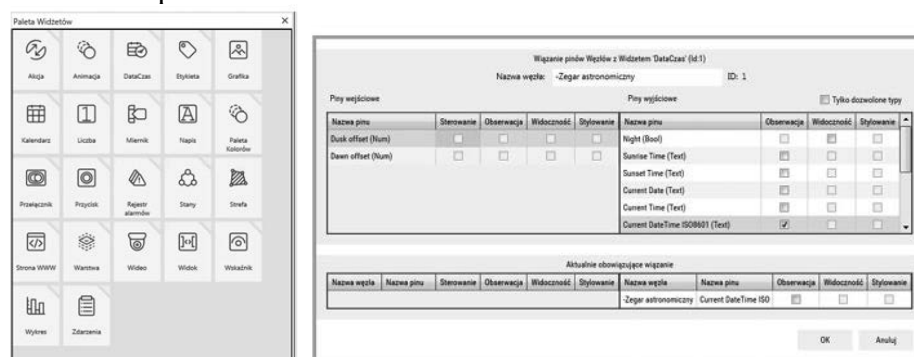 Paleta Widżetów
Akcja Animacja DataCzas Etykieta Grafika
Kalendarz Liczba Miernik Napis Paleta Kolorów
Przełącznik Przycisk Rejestr alarmów Stany Strefa
Strona WWW Warstwa Wideo Widok Wskaźnik
Wykres Zdarzenia
Wiązanie pinów Węzłów z Widżetem 'DataCzas' (Id:1)
Nazwa węzła: -Zegar astronomiczny ID: 1
Piny wejściowe Piny wyjściowe Tylko dozwolone typy
Nazwa pinu Sterowanie Obserwacja Widoczność Stylowanie Nazwa pinu Obserwacja Widoczność Stylowanie
Dusk offset (Num) Night (Bool)
Dawn offset (Num) Sunrise Time (Text)
Sunset Time (Text)
Current Date (Text)
Current Time (Text)
Current DateTime ISO8601 (Text)
Aktualnie obowiązujące wiązanie
Nazwa węzła Nazwa pinu Sterowanie Obserwacja Widoczność Stylowanie Nazwa węzła Nazwa pinu Obserwacja Widoczność Stylowanie
-Zegar astronomiczny Current DateTime ISO
OK Anuluj